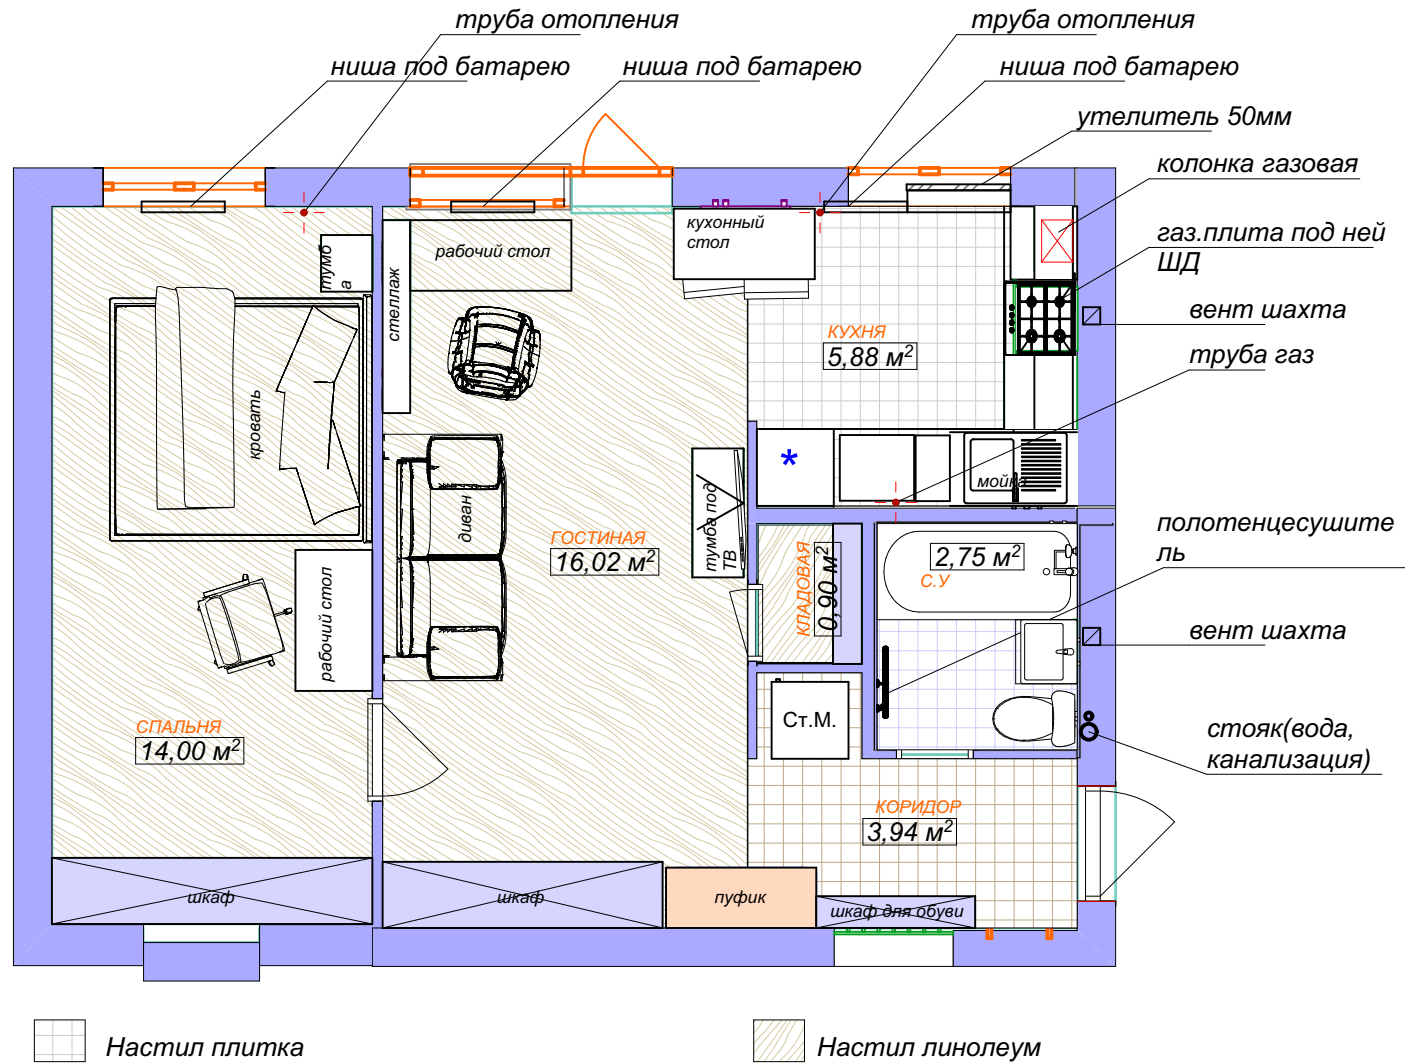 труба отопления
труба отопления
ниша под батарею
ниша под батарею
ниша под батарею
утелитель 50мм
колонка газовая
газ.плита под ней
ШД
вент шахта
труба газ
полотенцесушите
ль
вент шахта
стояк(вода,
канализация)
тумб
а
стеллаж
рабочий стол
кухонный
стол
КУХНЯ
5,88 м²
кровать
диван
*
мойка
ГОСТИНАЯ
16,02 м²
тумба под
ТВ
КЛАДОВАЯ
0,90 м²
2,75 м²
С.У
рабочий стол
СПАЛЬНЯ
14,00 м²
Ст.М.
КОРИДОР
3,94 м²
шкаф
шкаф
пуфик
шкаф для обуви
Настил плитка
Настил линолеум